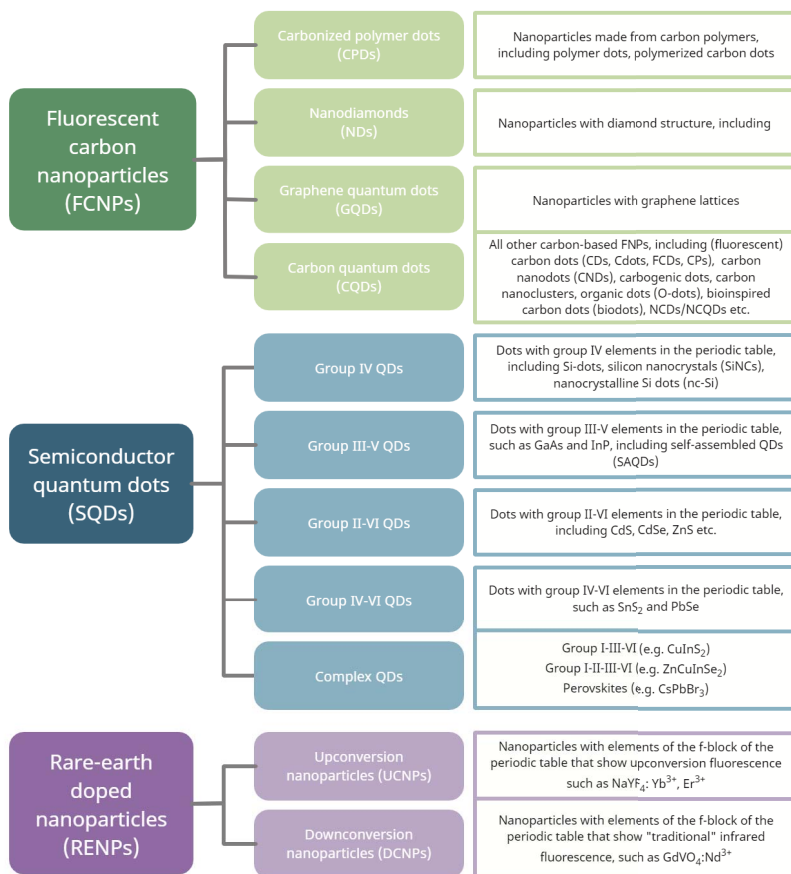 Fluorescent
carbon
nanoparticles
(FCNPs)
Carbonized polymer dots
(CPDs)
Nanoparticles made from carbon polymers,
including polymer dots, polymerized carbon dots
Nanodiamonds
(NDs)
Nanoparticles with diamond structure, including
Graphene quantum dots
(GQDs)
Nanoparticles with graphene lattices
Carbon quantum dots
(CQDs)
All other carbon-based FNPs, including (fluorescent)
carbon dots (CDs, Cdots, FCDs, CPs), carbon
nanodots (CNDs), carbogenic dots, carbon
nanoclusters, organic dots (O-dots), bioinspired
carbon dots (biodots), NCDs/NCQDs etc.
Semiconductor
quantum dots
(SQDs)
Group IV QDs
Dots with group IV elements in the periodic table,
including Si-dots, silicon nanocrystals (SiNCs),
nanocrystalline Si dots (nc-Si)
Group III-V QDs
Dots with group III-V elements in the periodic table,
such as GaAs and InP, including self-assembled QDs
(SAQDs)
Group II-VI QDs
Dots with group II-VI elements in the periodic table,
including CdS, CdSe, ZnS etc.
Group IV-VI QDs
Dots with group IV-VI elements in the periodic table,
such as SnS₂ and PbSe
Complex QDs
Group I-III-VI (e.g. CuInS₂)
Group I-II-III-VI (e.g. ZnCuInSe₂)
Perovskites (e.g. CsPbBr₃)
Rare-earth
doped
nanoparticles
(RENPs)
Upconversion
nanoparticles (UCNPs)
Nanoparticles with elements of the f-block of the
periodic table that show upconversion fluorescence
such as NaYF₄: Yb³⁺, Er³⁺
Downconversion
nanoparticles (DCNPs)
Nanoparticles with elements of the f-block of the
periodic table that show "traditional" infrared
fluorescence, such as GdVO₄:Nd³⁺